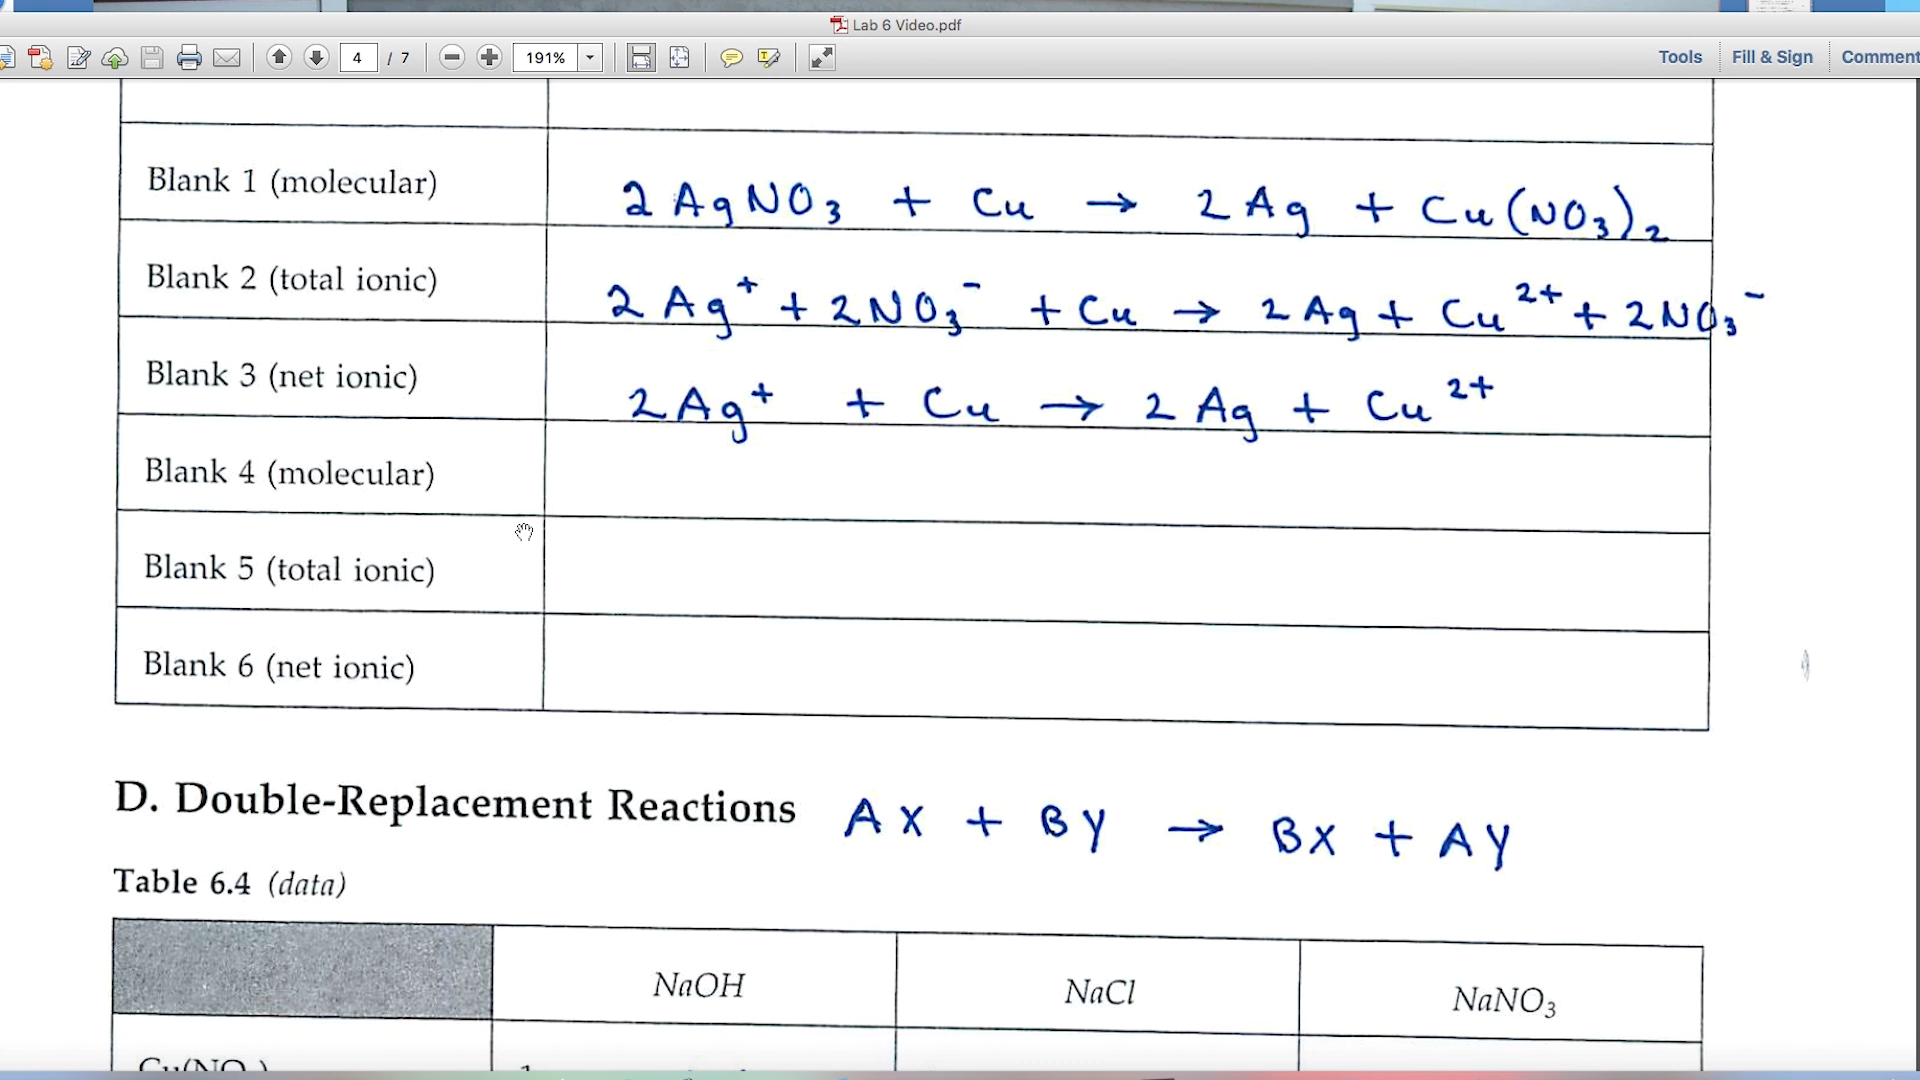 Lab 6 Video.pdf
4 / 7 191% Tools Fill & Sign Comment
Blank 1 (molecular) 2 AgNO₃ + Cu → 2 Ag + Cu(NO₃)₂
Blank 2 (total ionic) 2 Ag⁺ + 2NO₃⁻ + Cu → 2 Ag + Cu²⁺ + 2NO₃⁻
Blank 3 (net ionic) 2Ag⁺ + Cu → 2 Ag + Cu²⁺
Blank 4 (molecular)
Blank 5 (total ionic)
Blank 6 (net ionic)
D. Double-Replacement Reactions AX + BY → BX + AY
Table 6.4 (data)
NaOH NaCl NaNO₃